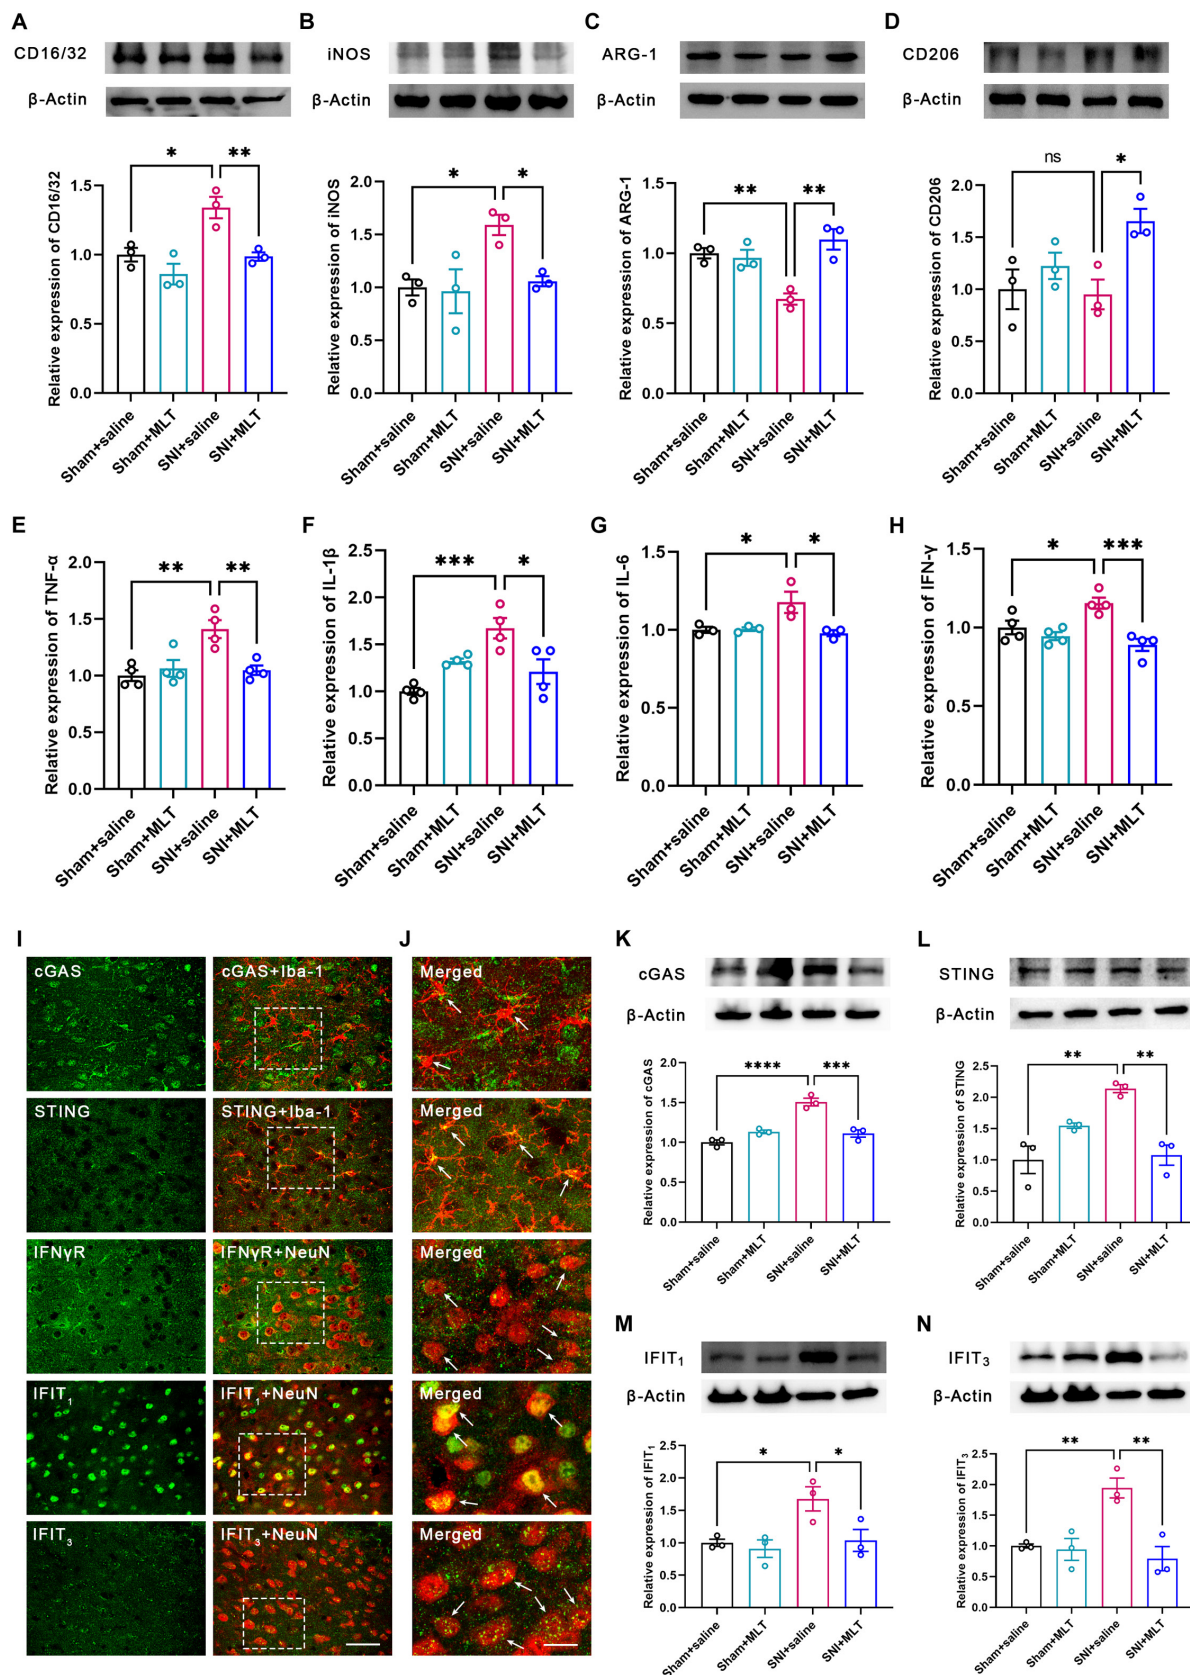 A
CD16/32
β-Actin
* **
Relative expression of CD16/32
1.5
1.0
0.5
0.0
Sham+saline
Sham+MLT
SNI+saline
SNI+MLT
B
iNOS
β-Actin
* *
Relative expression of iNOS
2.0
1.5
1.0
0.5
0.0
Sham+saline
Sham+MLT
SNI+saline
SNI+MLT
C
ARG-1
β-Actin
** **
Relative expression of ARG-1
1.5
1.0
0.5
0.0
Sham+saline
Sham+MLT
SNI+saline
SNI+MLT
D
CD206
β-Actin
ns *
Relative expression of CD206
2.0
1.5
1.0
0.5
0.0
Sham+saline
Sham+MLT
SNI+saline
SNI+MLT
E
** **
Relative expression of TNF-α
2.0
1.5
1.0
0.5
0.0
Sham+saline
Sham+MLT
SNI+saline
SNI+MLT
F
*** *
Relative expression of IL-1β
2.5
2.0
1.5
1.0
0.5
0.0
Sham+saline
Sham+MLT
SNI+saline
SNI+MLT
G
* *
Relative expression of IL-6
1.5
1.0
0.5
0.0
Sham+saline
Sham+MLT
SNI+saline
SNI+MLT
H
* ***
Relative expression of IFN-γ
1.5
1.0
0.5
0.0
Sham+saline
Sham+MLT
SNI+saline
SNI+MLT
I J
cGAS cGAS+Iba-1 Merged
STING STING+Iba-1 Merged
IFNγR IFNγR+NeuN Merged
IFIT1 IFIT1+NeuN Merged
IFIT3 IFIT3+NeuN Merged
K
cGAS
β-Actin
**** ***
Relative expression of cGAS
2.0
1.5
1.0
0.5
0.0
Sham+saline
Sham+MLT
SNI+saline
SNI+MLT
L
STING
β-Actin
** **
Relative expression of STING
2.5
2.0
1.5
1.0
0.5
0.0
Sham+saline
Sham+MLT
SNI+saline
SNI+MLT
M
IFIT1
β-Actin
* *
Relative expression of IFIT1
2.5
2.0
1.5
1.0
0.5
0.0
Sham+saline
Sham+MLT
SNI+saline
SNI+MLT
N
IFIT3
β-Actin
** **
Relative expression of IFIT3
2.5
2.0
1.5
1.0
0.5
0.0
Sham+saline
Sham+MLT
SNI+saline
SNI+MLT